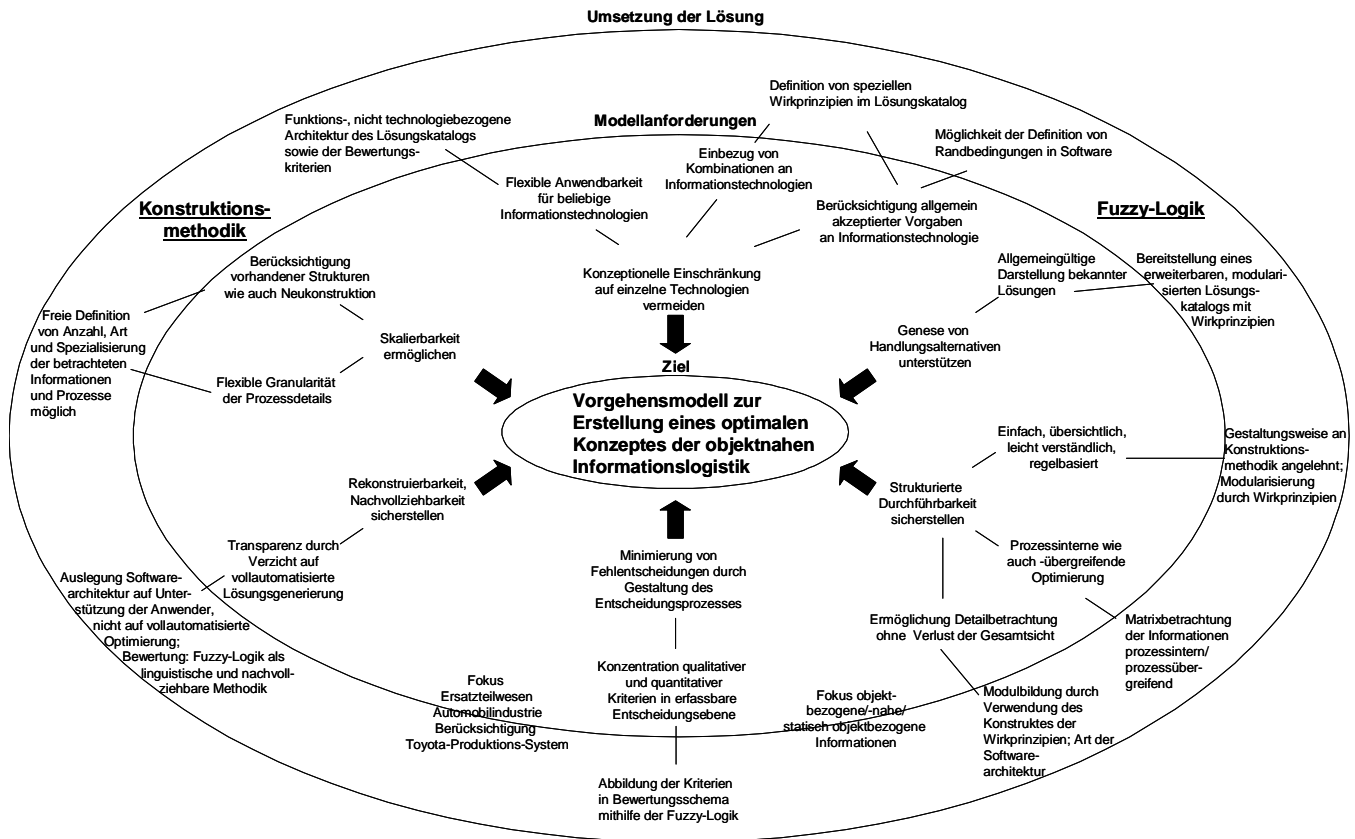 Umsetzung der Lösung
Definition von speziellen
Wirkprinzipien im Lösungskatalog
Funktions-, nicht technologiebezogene
Architektur des Lösungskatalogs
sowie der Bewertungs-
kriterien
Modellanforderungen
Möglichkeit der Definition von
Randbedingungen in Software
Einbezug von
Kombinationen an
Informationstechnologien
Flexible Anwendbarkeit
für beliebige
Informationstechnologien
Berücksichtigung allgemein
akzeptierter Vorgaben
an Informationstechnologie
Konstruktions-
methodik
Fuzzy-Logik
Berücksichtigung
vorhandener Strukturen
wie auch Neukonstruktion
Konzeptionelle Einschränkung
auf einzelne Technologien
vermeiden
Allgemeingültige
Darstellung bekannter
Lösungen
Bereitstellung eines
erweiterbaren, modulari-
sierten Lösungs-
katalogs mit
Wirkprinzipien
Freie Definition
von Anzahl, Art
und Spezialisierung
der betrachteten
Informationen
und Prozesse
möglich
Skalierbarkeit
ermöglichen
Genese von
Handlungsalternativen
unterstützen
Flexible Granularität
der Prozessdetails
Ziel
Vorgehensmodell zur
Erstellung eines optimalen
Konzeptes der objektnahen
Informationslogistik
Einfach, übersichtlich,
leicht verständlich,
regelbasiert
Gestaltungsweise an
Konstruktions-
methodik angelehnt;
Modularisierung
durch Wirkprinzipien
Rekonstruierbarkeit,
Nachvollziehbarkeit
sicherstellen
Strukturierte
Durchführbarkeit
sicherstellen
Transparenz durch
Verzicht auf
vollautomatisierte
Lösungsgenerierung
Minimierung von
Fehlentscheidungen durch
Gestaltung des
Entscheidungsprozesses
Prozessinterne wie
auch -übergreifende
Optimierung
Auslegung Software-
architektur auf Unter-
stützung der Anwender,
nicht auf vollautomatisierte
Optimierung;
Bewertung: Fuzzy-Logik als
linguistische und nachvoll-
ziehbare Methodik
Ermöglichung Detailbetrachtung
ohne Verlust der Gesamtsicht
Matrixbetrachtung
der Informationen
prozessintern/
prozessüber-
greifend
Fokus
Ersatzteilwesen
Automobilindustrie
Berücksichtigung
Toyota-Produktions-System
Konzentration qualitativer
und quantitativer
Kriterien in erfassbare
Entscheidungsebene
Fokus objekt-
bezogene/-nahe/
statisch objektbezogene
Informationen
Modulbildung durch
Verwendung des
Konstruktes der
Wirkprinzipien; Art der
Software-
architektur
Abbildung der Kriterien
in Bewertungsschema
mithilfe der Fuzzy-Logik